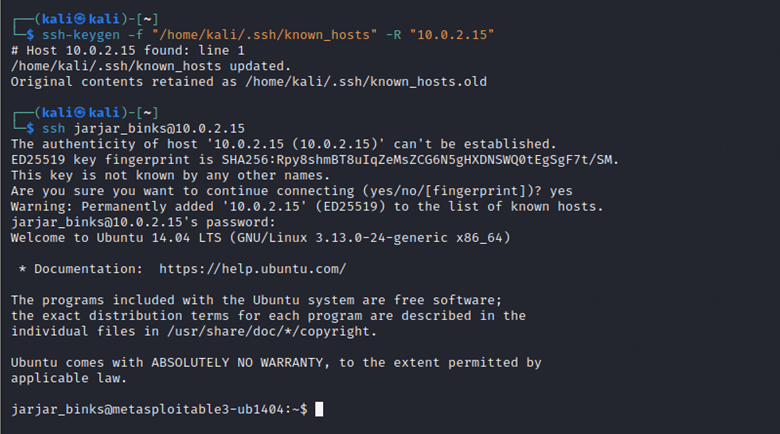 ┌──(kali㉿kali)-[~]
└─$ ssh-keygen -f "/home/kali/.ssh/known_hosts" -R "10.0.2.15"
# Host 10.0.2.15 found: line 1
/home/kali/.ssh/known_hosts updated.
Original contents retained as /home/kali/.ssh/known_hosts.old
┌──(kali㉿kali)-[~]
└─$ ssh jarjar_binks@10.0.2.15
The authenticity of host '10.0.2.15 (10.0.2.15)' can't be established.
ED25519 key fingerprint is SHA256:Rpy8shmBT8uIqZeMsZCG6N5gHXDNSWQ0tEgSgF7t/SM.
This key is not known by any other names.
Are you sure you want to continue connecting (yes/no/[fingerprint])? yes
Warning: Permanently added '10.0.2.15' (ED25519) to the list of known hosts.
jarjar_binks@10.0.2.15's password:
Welcome to Ubuntu 14.04 LTS (GNU/Linux 3.13.0-24-generic x86_64)
* Documentation:  https://help.ubuntu.com/
The programs included with the Ubuntu system are free software;
the exact distribution terms for each program are described in the
individual files in /usr/share/doc/*/copyright.
Ubuntu comes with ABSOLUTELY NO WARRANTY, to the extent permitted by
applicable law.
jarjar_binks@metasploitable3-ub1404:~$